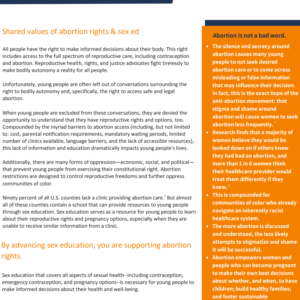 Shared values of abortion rights & sex ed
All people have the right to make informed decisions about their body. This right
includes access to the full spectrum of reproductive care, including contraception
and abortion. Reproductive health, rights, and justice advocates fight tirelessly to
make bodily autonomy a reality for all people.
Unfortunately, young people are often left out of conversations surrounding the
right to bodily autonomy and, specifically, the right to access safe and legal
abortion.
When young people are excluded from these conversations, they are denied the
opportunity to understand that they have reproductive rights and options, too.
Compounded by the myriad barriers to abortion access (including, but not limited
to: cost, parental notification requirements, mandatory waiting periods, limited
number of clinics available, language barriers, and the lack of accessible resources),
this lack of information and education dramatically impacts young people's lives.
Additionally, there are many forms of oppression—economic, social, and political—
that prevent young people from exercising their constitutional right. Abortion
restrictions are designed to control reproductive freedoms and further oppress
communities of color.
Ninety percent of all U.S. counties lack a clinic providing abortion care. But almost
all of these counties contain a school that can provide resources to young people
through sex education. Sex education serves as a resource for young people to learn
about their reproductive rights and pregnancy options, especially when they are
unable to receive similar information from a clinic.
By advancing sex education, you are supporting abortion
rights.
Sex education that covers all aspects of sexual health–including contraception,
emergency contraception, and pregnancy options–is necessary for young people to
make informed decisions about their health and well-being.
Abortion is not a bad word.
• The silence and secrecy around
abortion causes many young
people to not seek desired
abortion care or to come across
misleading or false information
that may influence their decision.
In fact, this is the exact hope of the
anti-abortion movement: that
stigma and shame around
abortion will cause women to seek
abortion less frequently.
• Research finds that a majority of
women believe they would be
looked down on if others knew
they had had an abortion, and
more than 1 in 6 women think
their healthcare provider would
treat them differently if they
knew.
• This is compounded for
communities of color who already
navigate an inherently racist
healthcare system.
• The more abortion is discussed
and understood, the less likely
attempts to stigmatize and shame
it will be successful.
• Abortion empowers women and
people who can become pregnant
to make their own best decisions
about whether, and when, to have
children; build healthy families;
and foster sustainable